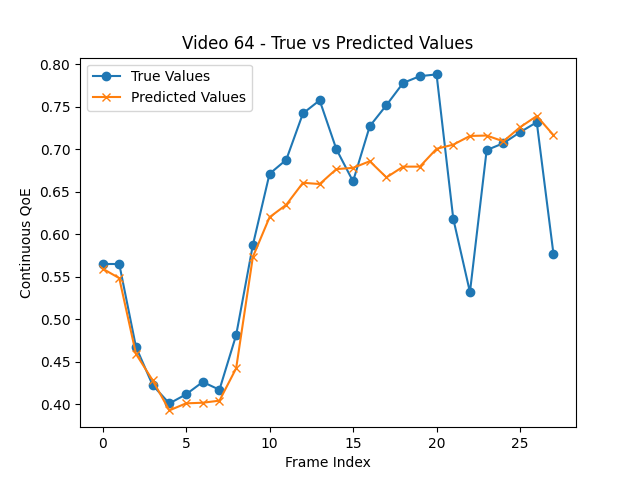 Video 64 - True vs Predicted Values
True Values
Predicted Values
Continuous QoE
0.80
0.75
0.70
0.65
0.60
0.55
0.50
0.45
0.40
0 5 10 15 20 25
Frame Index